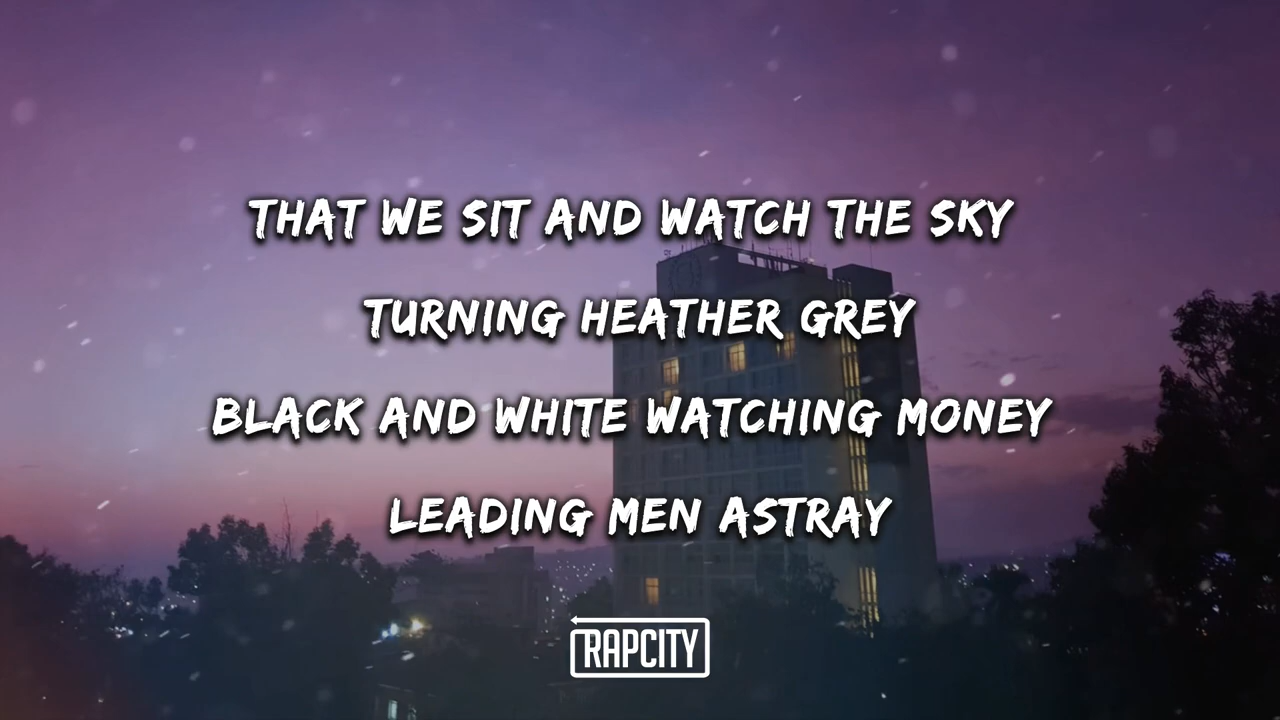 THAT WE SIT AND WATCH THE SKY
TURNING HEATHER GREY
BLACK AND WHITE WATCHING MONEY
LEADING MEN ASTRAY
RAPCITY